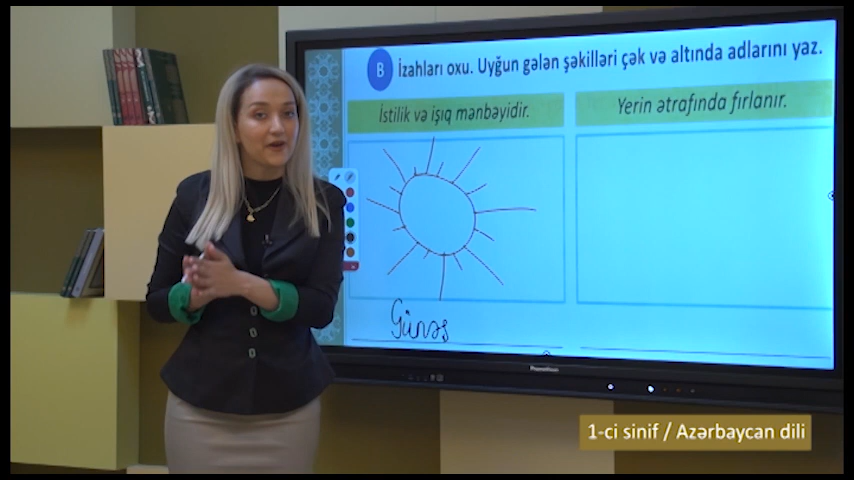 B İzahları oxu. Uyğun gələn şəkilləri çək və altında adlarını yaz.
İstilik və işıq mənbəyidir.
Yerin ətrafında fırlanır.
Günəş
Promethean
1-ci sinif / Azərbaycan dili